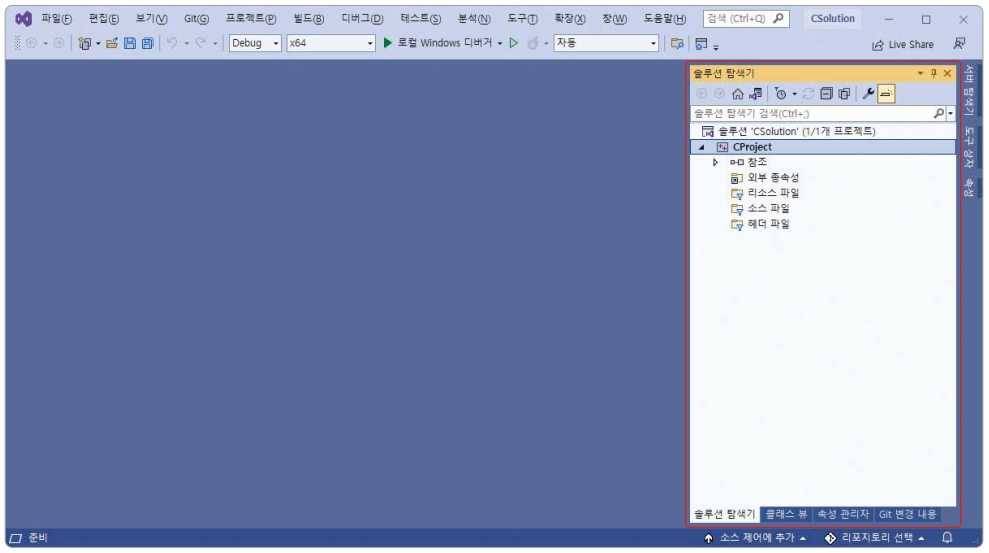 파일(F) 편집(E) 보기(V) Git(G) 프로젝트(P) 빌드(B) 디버그(D) 테스트(S) 분석(N) 도구(T) 확장(X) 창(W) 도움말(H) 검색 (Ctrl+Q) CSolution
Debug x64 로컬 Windows 디버거 자동 Live Share
솔루션 탐색기
솔루션 탐색기 검색(Ctrl+;)
솔루션 'CSolution' (1/1개 프로젝트)
CProject
참조
외부 종속성
리소스 파일
소스 파일
헤더 파일
서버 탐색기
도구 상자
속성
솔루션 탐색기 클래스 뷰 속성 관리자 Git 변경 내용
준비 소스 제어에 추가 리포지토리 선택